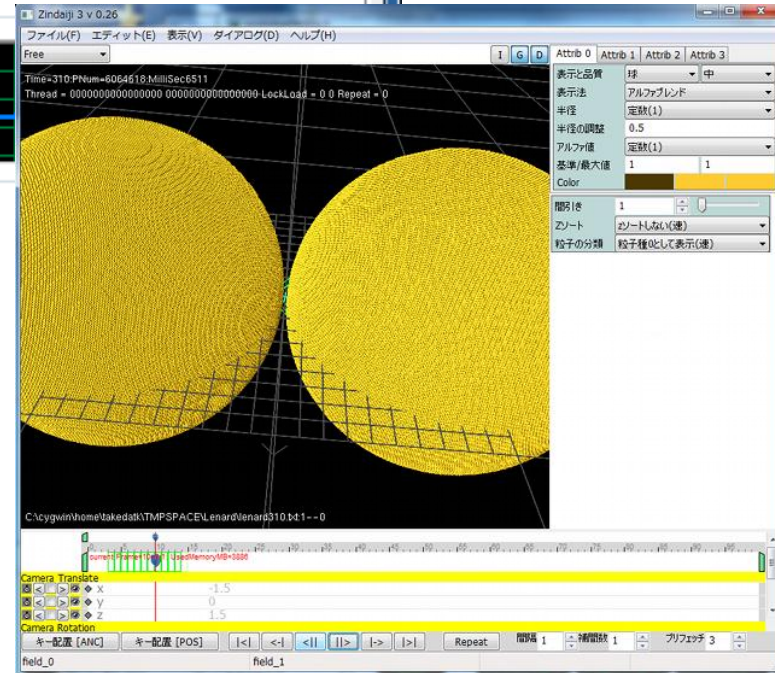 Zindaiji 3 v 0.26
ファイル(F) エディット(E) 表示(V) ダイアログ(D) ヘルプ(H)
Free I G D
Time=310:PNum=6064618:MilliSec6511
Thread = 0000000000000000 0000000000000000 LockLoad = 0 0 Repeat = 0
C:\cygwin\home\takedatk\TMPSPACE\Lenard\lenard310.txt:1--0
Attrib 0 Attrib 1 Attrib 2 Attrib 3
表示と品質 球 中
表示法 アルファブレンド
半径 定数(1)
半径の調整 0.5
アルファ値 定数(1)
基準/最大値 1 1
Color
間引き 1
Zソート zソートしない(速)
粒子の分類 粒子種0として表示(速)
Camera Translate
x -1.5
y 0
z 1.5
Camera Rotation
キー配置 [ANC] キー配置 [POS] |<| <-| <|| ||> |-> |>| Repeat 間隔 1 補間数 1 プリフェッチ 3
field_0 field_1